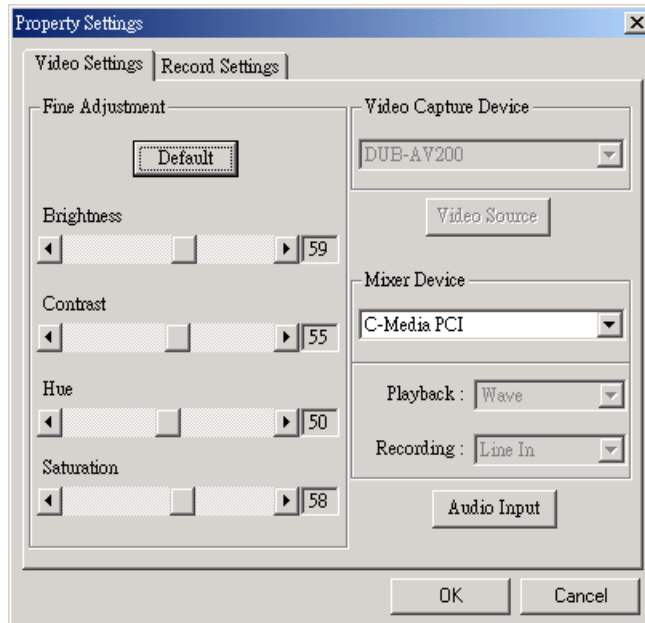 Property Settings
Video Settings
Record Settings
Fine Adjustment
Default
Brightness
59
Contrast
55
Hue
50
Saturation
58
Video Capture Device
DUB-AV200
Video Source
Mixer Device
C-Media PCI
Playback : Wave
Recording : Line In
Audio Input
OK
Cancel